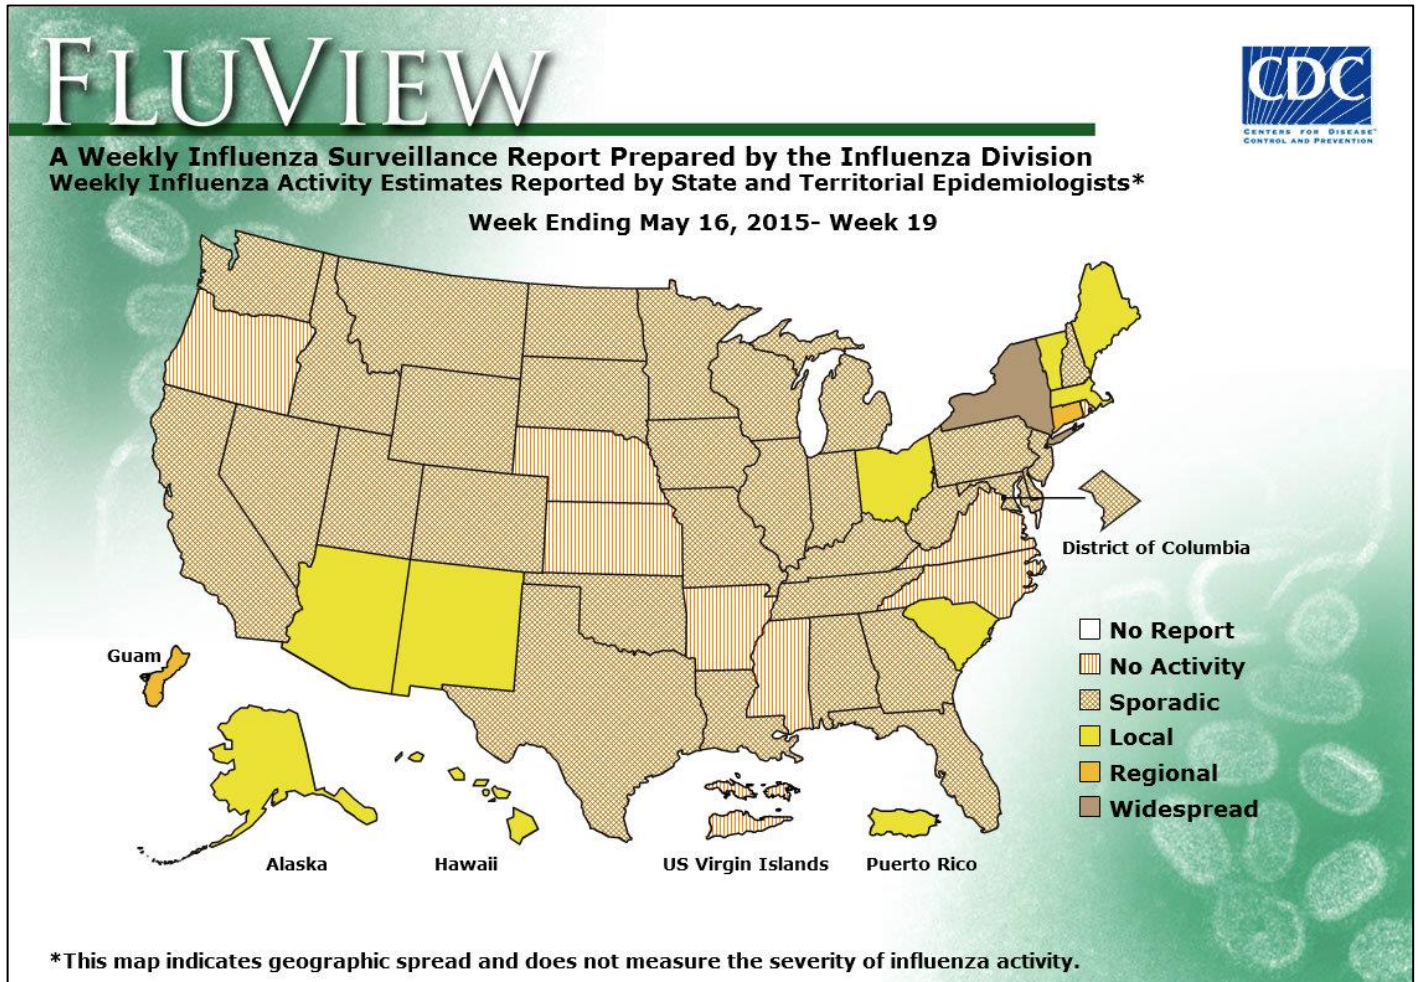 FLUVIEW
CDC
CENTERS FOR DISEASE™
CONTROL AND PREVENTION
A Weekly Influenza Surveillance Report Prepared by the Influenza Division
Weekly Influenza Activity Estimates Reported by State and Territorial Epidemiologists*
Week Ending May 16, 2015- Week 19
District of Columbia
No Report
No Activity
Sporadic
Local
Regional
Widespread
Guam
Alaska
Hawaii
US Virgin Islands
Puerto Rico
*This map indicates geographic spread and does not measure the severity of influenza activity.